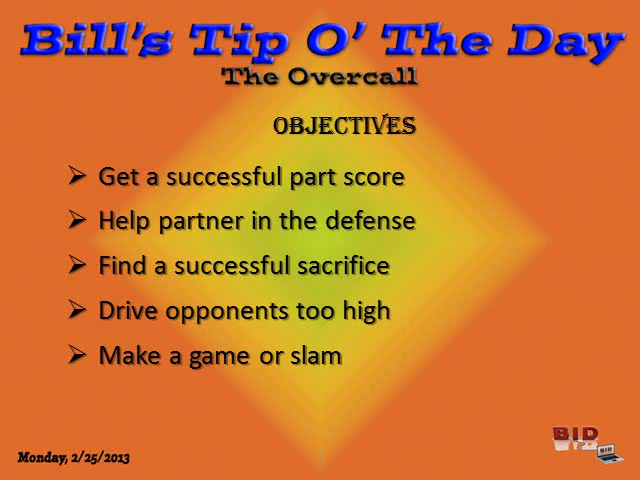 Bill's Tip O' The Day
The Overcall
OBJECTIVES
Get a successful part score
Help partner in the defense
Find a successful sacrifice
Drive opponents too high
Make a game or slam
BID
Monday, 2/25/2013